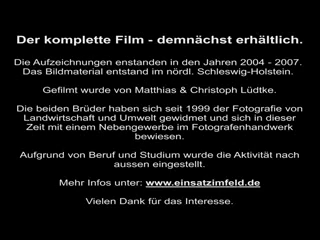 Der komplette Film - demnächst erhältlich.
Die Aufzeichnungen enstanden in den Jahren 2004 - 2007.
Das Bildmaterial entstand im nördl. Schleswig-Holstein.
Gefilmt wurde von Matthias & Christoph Lüdtke.
Die beiden Brüder haben sich seit 1999 der Fotografie von
Landwirtschaft und Umwelt gewidmet und sich in dieser
Zeit mit einem Nebengewerbe im Fotografenhandwerk
bewiesen.
Aufgrund von Beruf und Studium wurde die Aktivität nach
aussen eingestellt.
Mehr Infos unter: www.einsatzimfeld.de
Vielen Dank für das Interesse.